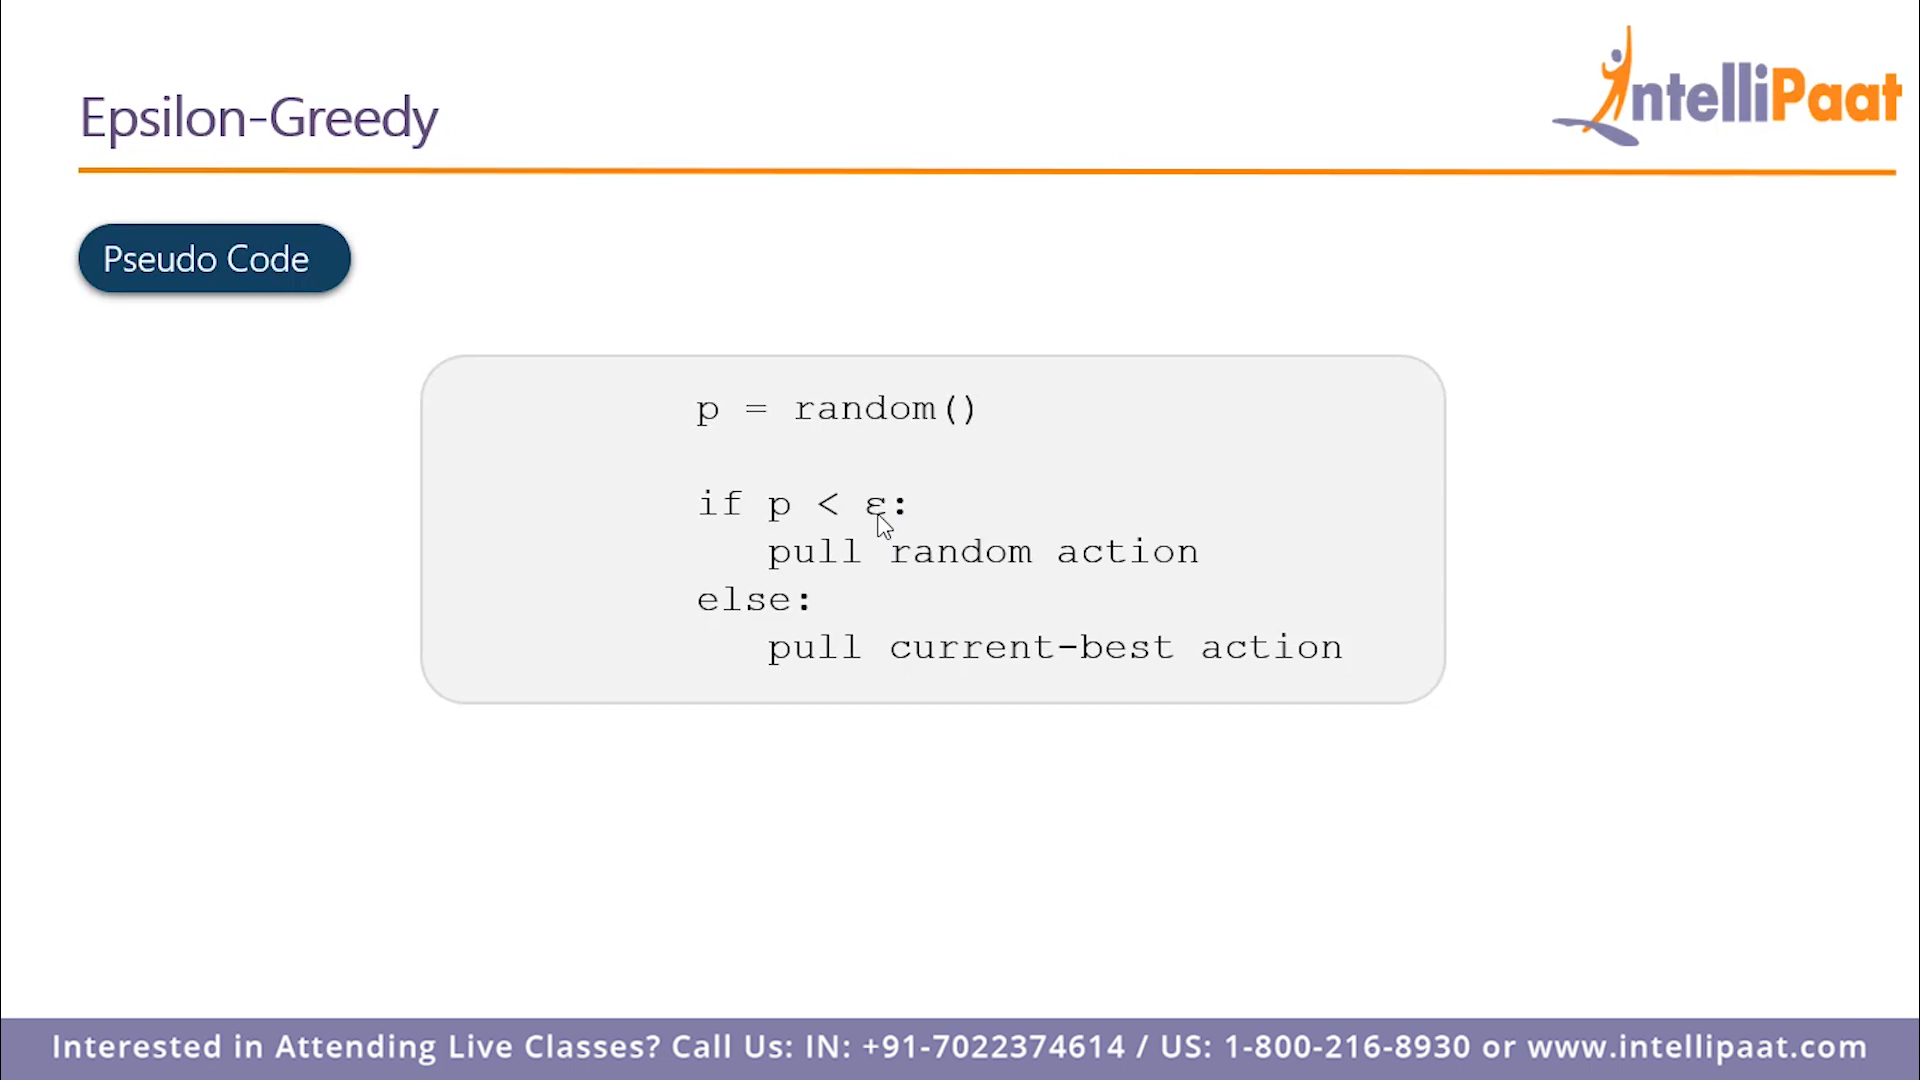 IntelliPaat
Epsilon-Greedy
Pseudo Code
p = random()
if p < ε:
pull random action
else:
pull current-best action
Interested in Attending Live Classes? Call Us: IN: +91-7022374614 / US: 1-800-216-8930 or www.intellipaat.com